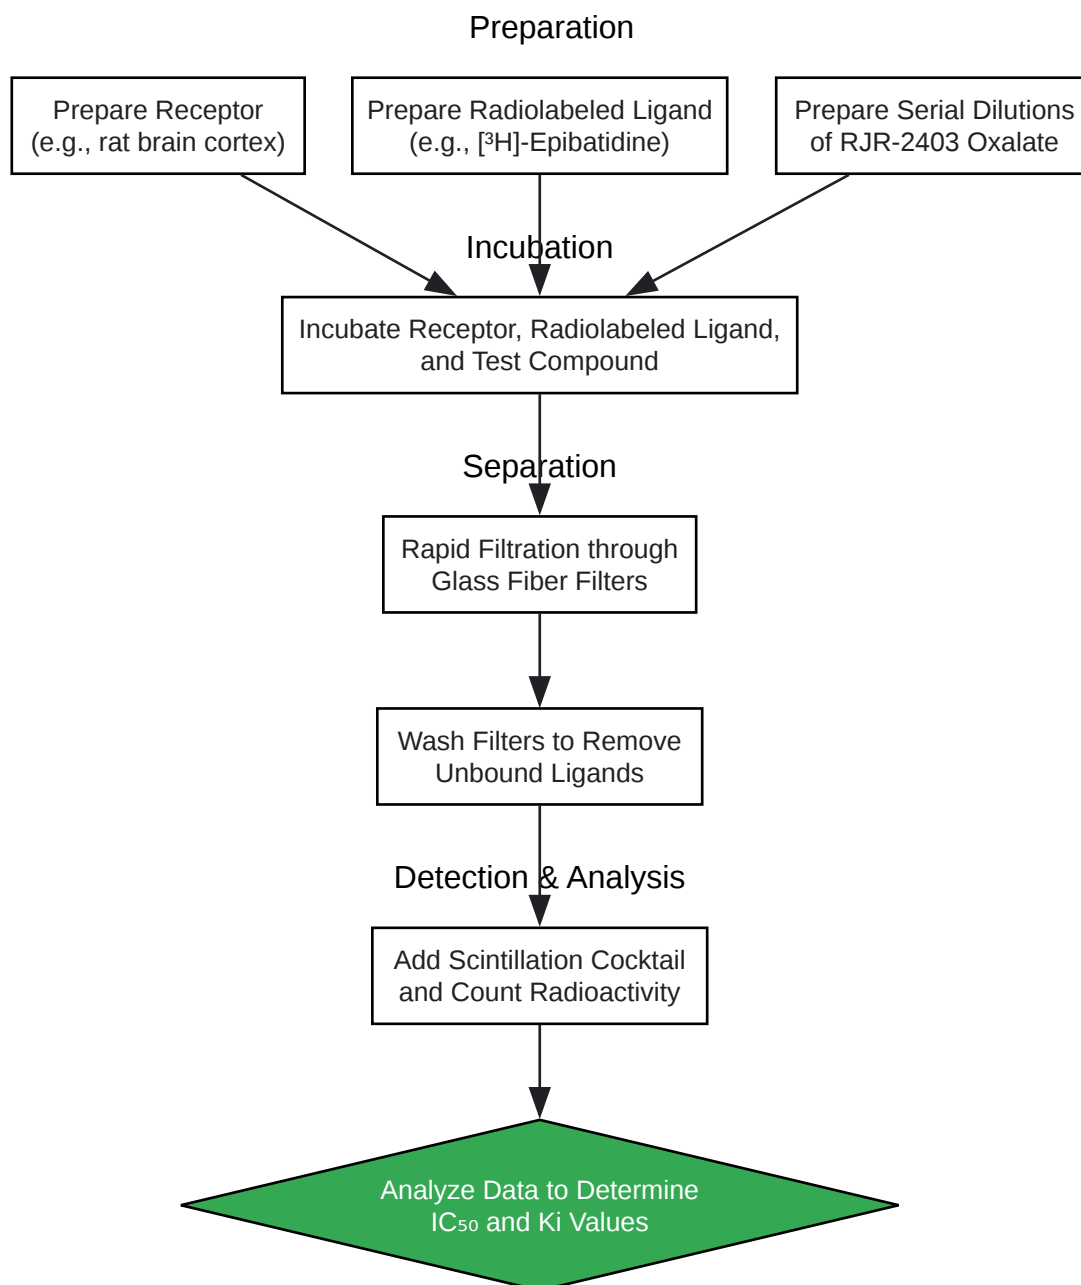 Preparation
Prepare Receptor
(e.g., rat brain cortex)
Prepare Radiolabeled Ligand
(e.g., [³H]-Epibatidine)
Prepare Serial Dilutions
of RJR-2403 Oxalate
Incubation
Incubate Receptor, Radiolabeled Ligand,
and Test Compound
Separation
Rapid Filtration through
Glass Fiber Filters
Wash Filters to Remove
Unbound Ligands
Detection & Analysis
Add Scintillation Cocktail
and Count Radioactivity
Analyze Data to Determine
IC₅₀ and Ki Values